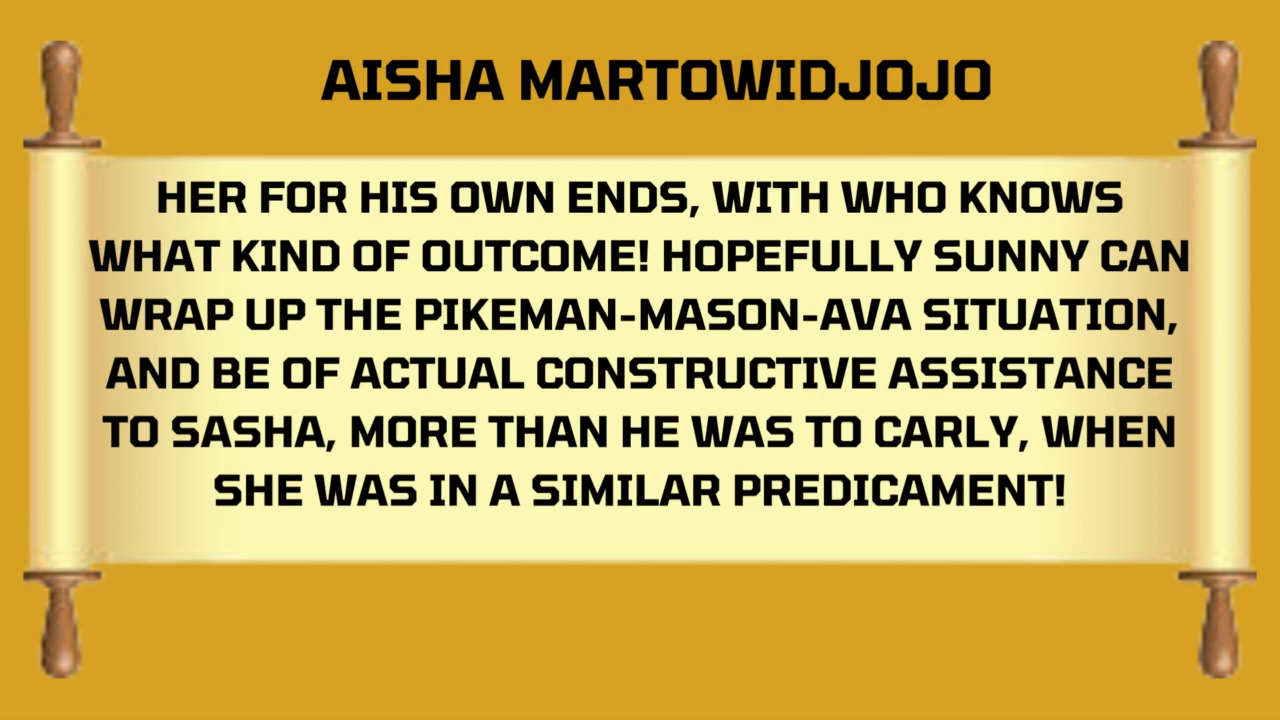 AISHA MARTOWIDJOJO
HER FOR HIS OWN ENDS, WITH WHO KNOWS
WHAT KIND OF OUTCOME! HOPEFULLY SUNNY CAN
WRAP UP THE PIKEMAN-MASON-AVA SITUATION,
AND BE OF ACTUAL CONSTRUCTIVE ASSISTANCE
TO SASHA, MORE THAN HE WAS TO CARLY, WHEN
SHE WAS IN A SIMILAR PREDICAMENT!